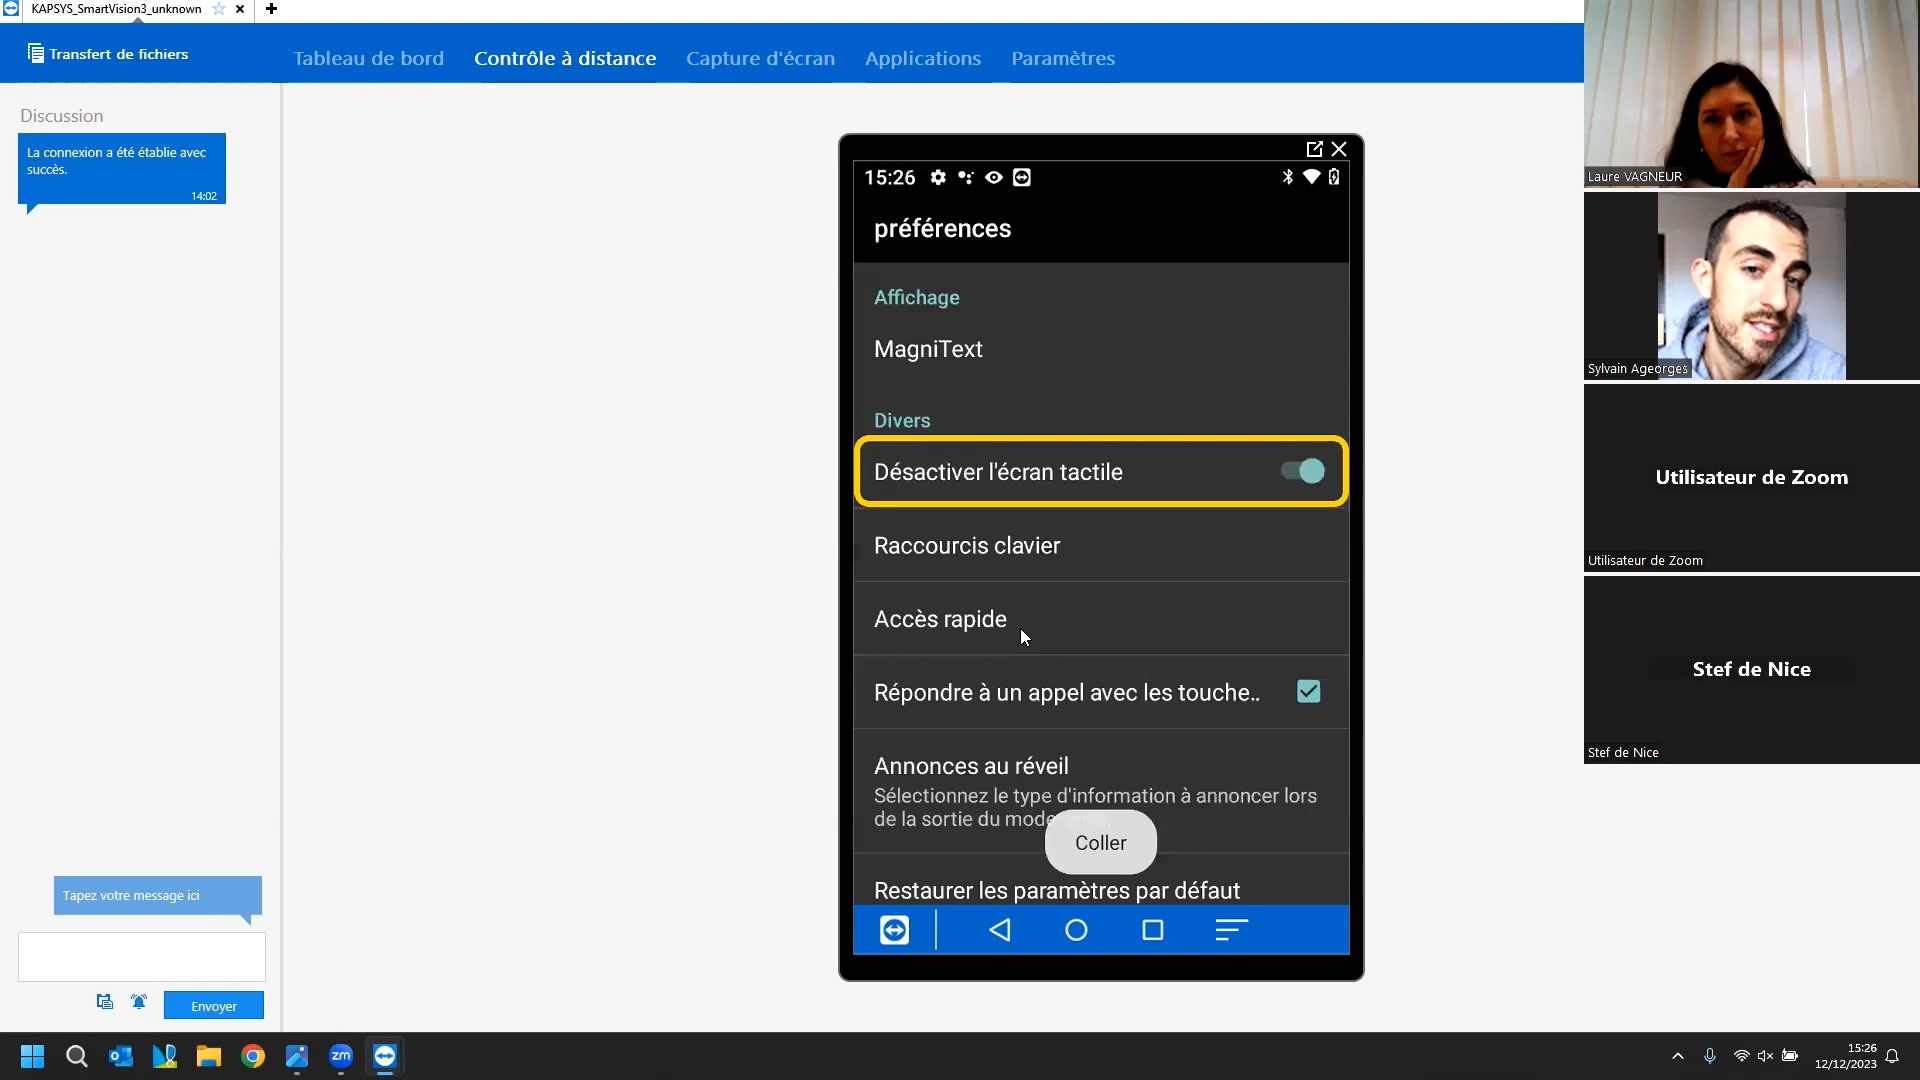 KAPSYS_SmartVision3_unknown
Transfert de fichiers
Tableau de bord
Contrôle à distance
Capture d'écran
Applications
Paramètres
Discussion
La connexion a été établie avec
succès.
14:02
Tapez votre message ici
Envoyer
15:26
préférences
Affichage
MagniText
Divers
Désactiver l'écran tactile
Raccourcis clavier
Accès rapide
Répondre à un appel avec les touche..
Annonces au réveil
Sélectionnez le type d'information à annoncer lors
de la sortie du mode
Coller
Restaurer les paramètres par défaut
Laure VAGNEUR
Sylvain Ageorges
Utilisateur de Zoom
Utilisateur de Zoom
Stef de Nice
Stef de Nice
zm
15:26
12/12/2023